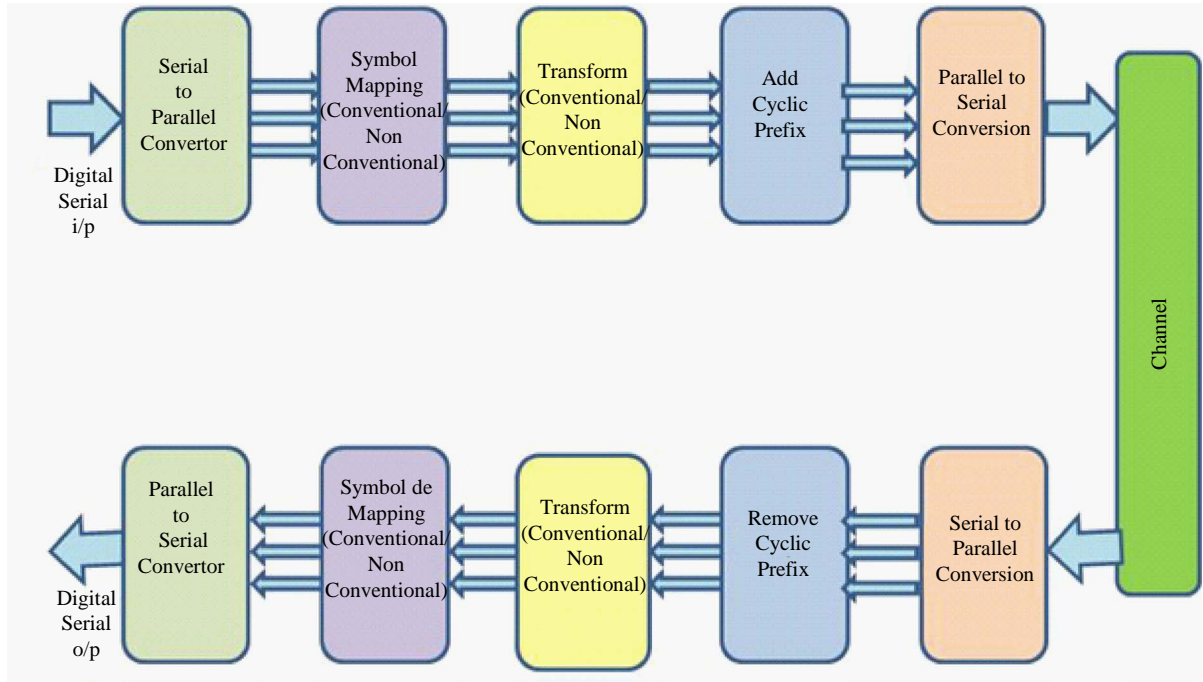 Serial
to
Parallel
Convertor
Symbol
Mapping
(Conventional/
Non
Conventional)
Transform
(Conventional/
Non
Conventional)
Add
Cyclic
Prefix
Parallel to
Serial
Conversion
Digital
Serial
i/p
Channel
Parallel
to
Serial
Convertor
Symbol de
Mapping
(Conventional/
Non
Conventional)
Transform
(Conventional/
Non
Conventional)
Remove
Cyclic
Prefix
Serial to
Parallel
Conversion
Digital
Serial
o/p